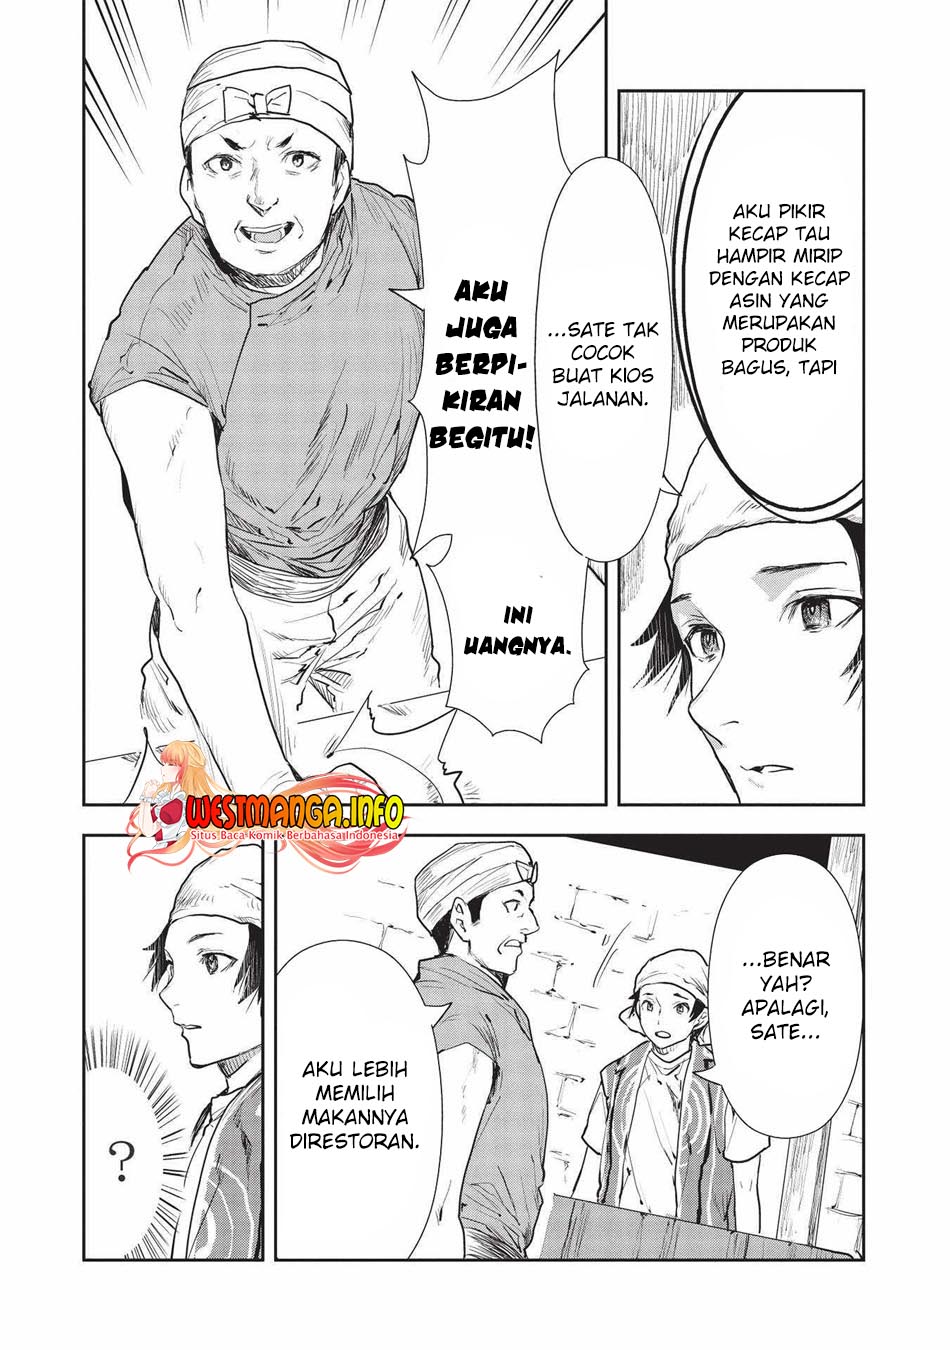 AKU PIKIR
KECAP TAU
HAMPIR MIRIP
DENGAN KECAP
ASIN YANG
MERUPAKAN
PRODUK
BAGUS, TAPI
...SATE TAK
COCOK
BUAT KIOS
JALANAN.
AKU
JUGA
BERPI-
KIRAN
BEGITU!
INI
UANGNYA.
WESTMANGA.INFO
Situs Baca Komik Berbahasa Indonesia
...BENAR
YAH?
APALAGI,
SATE...
AKU LEBIH
MEMILIH
MAKANNYA
DIRESTORAN.
?